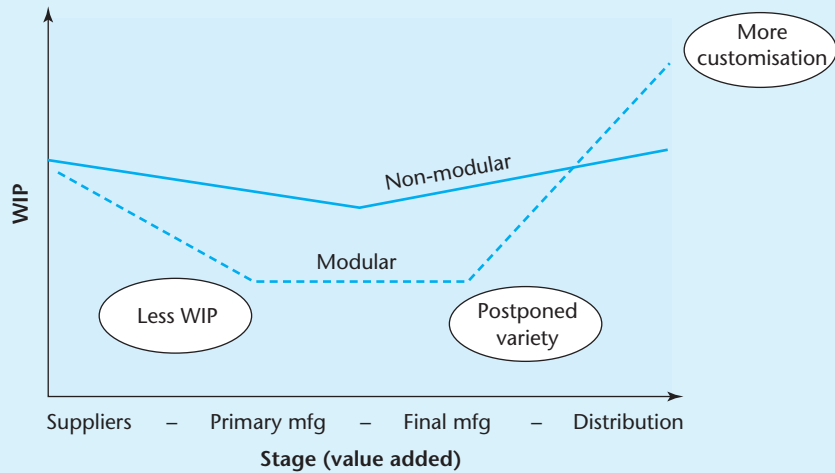 More
customisation
Non-modular
WIP
Modular
Less WIP
Postponed
variety
Suppliers – Primary mfg – Final mfg – Distribution
Stage (value added)